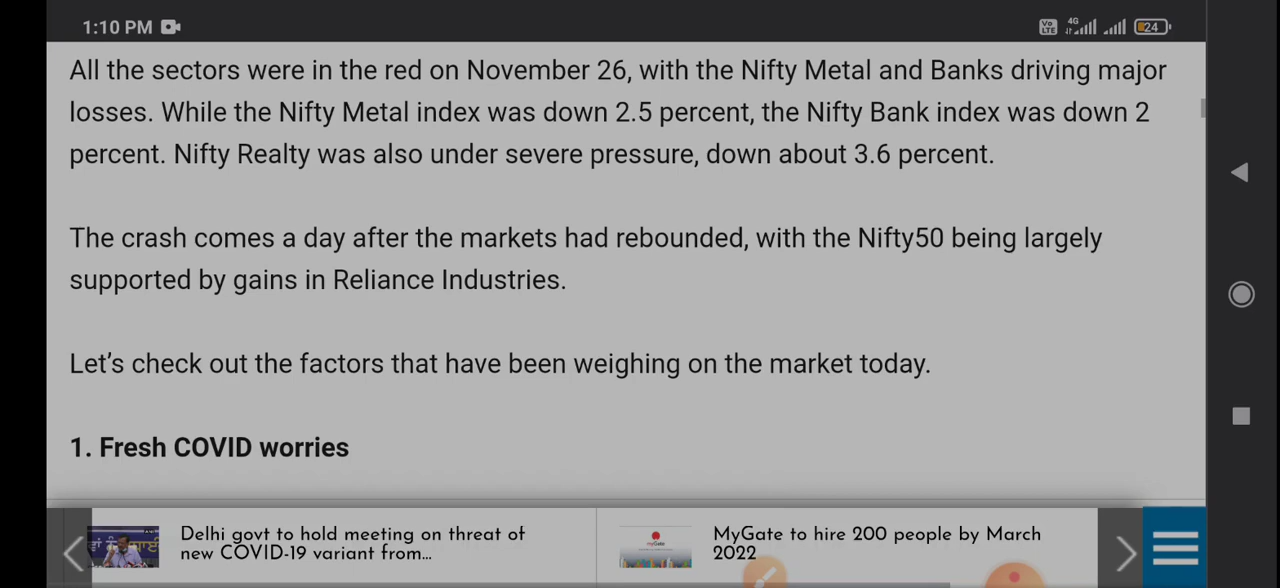 1:10 PM
Vo LTE 4G 24
All the sectors were in the red on November 26, with the Nifty Metal and Banks driving major
losses. While the Nifty Metal index was down 2.5 percent, the Nifty Bank index was down 2
percent. Nifty Realty was also under severe pressure, down about 3.6 percent.
The crash comes a day after the markets had rebounded, with the Nifty50 being largely
supported by gains in Reliance Industries.
Let's check out the factors that have been weighing on the market today.
1. Fresh COVID worries
Delhi govt to hold meeting on threat of
new COVID-19 variant from...
MyGate to hire 200 people by March
2022